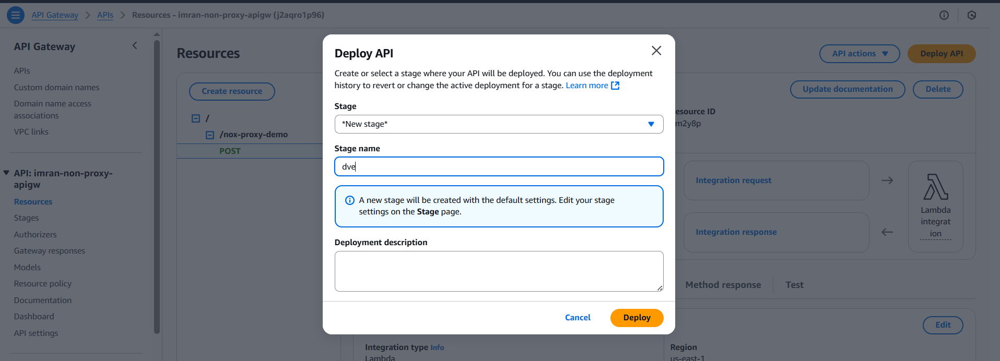 API Gateway > APIs > Resources - imran-non-proxy-apigw (j2aqro1p96)
API Gateway
APIs
Custom domain names
Domain name access
associations
VPC links
API: imran-non-proxy-
apigw
Resources
Stages
Authorizers
Gateway responses
Models
Resource policy
Documentation
Dashboard
API settings
Resources
API actions
Deploy API
Create resource
/
/nox-proxy-demo
POST
Update documentation
Delete
esource ID
m2y8p
Integration request
Integration response
Lambda
integrat
ion
Method response
Test
Edit
Integration type Info
Lambda
Region
us-east-1
Deploy API
Create or select a stage where your API will be deployed. You can use the deployment
history to revert or change the active deployment for a stage. Learn more
Stage
*New stage*
Stage name
dve
A new stage will be created with the default settings. Edit your stage
settings on the Stage page.
Deployment description
Cancel
Deploy